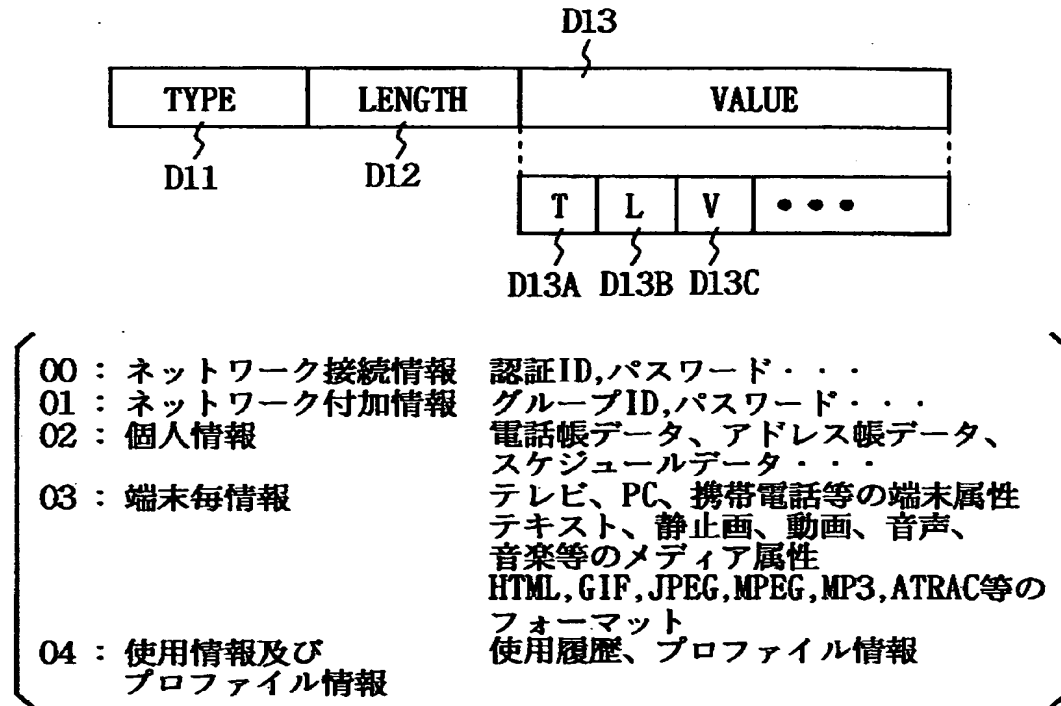 D13
TYPE LENGTH VALUE
D11 D12
T L V •••
D13A D13B D13C
00 : ネットワーク接続情報 認証ID,パスワード・・・
01 : ネットワーク付加情報 グループID,パスワード・・・
02 : 個人情報 電話帳データ、アドレス帳データ、
スケジュールデータ・・・
03 : 端末毎情報 テレビ、PC、携帯電話等の端末属性
テキスト、静止画、動画、音声、
音楽等のメディア属性
HTML,GIF,JPEG,MPEG,MP3,ATRAC等の
フォーマット
04 : 使用情報及び 使用履歴、プロファイル情報
プロファイル情報